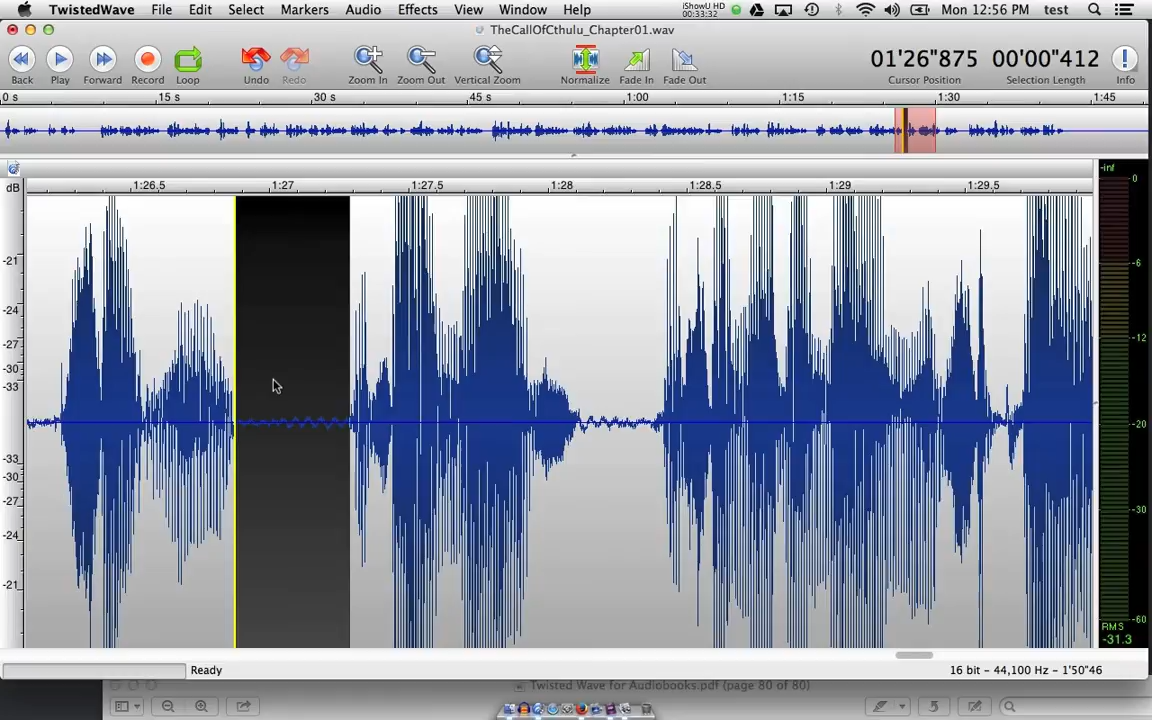 TwistedWave File Edit Select Markers Audio Effects View Window Help iShowU HD 00:33:32 Mon 12:56 PM test
TheCallOfCthulu_Chapter01.wav
Back Play Forward Record Loop Undo Redo Zoom In Zoom Out Vertical Zoom Normalize Fade In Fade Out
01'26"875 00'00"412
Cursor Position Selection Length Info
0 s 15 s 30 s 45 s 1:00 1:15 1:30 1:45
dB 1:26.5 1:27 1:27.5 1:28 1:28.5 1:29 1:29.5
-21
-24
-27
-30
-33
-33
-30
-27
-24
-21
-inf
0
-6
-12
-20
-30
-60
RMS
-31.3
Ready 16 bit - 44,100 Hz - 1'50"46
Twisted Wave for Audiobooks.pdf (page 80 of 80)